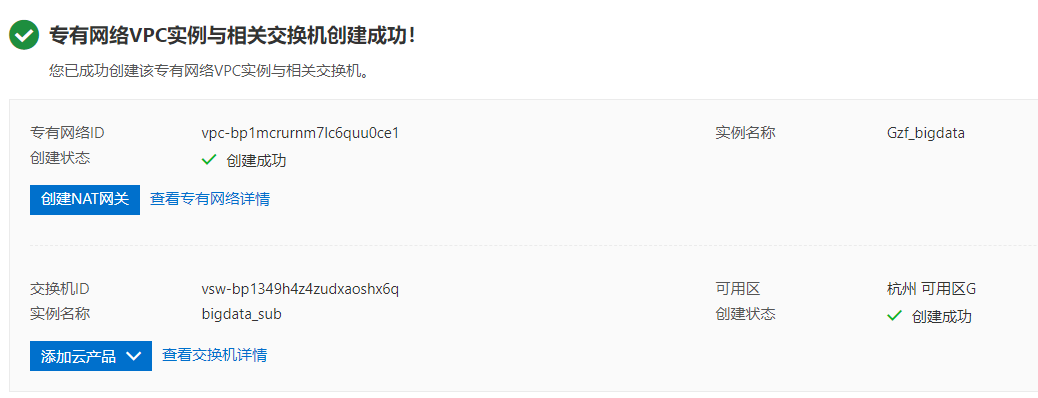 专有网络VPC实例与相关交换机创建成功！
您已成功创建该专有网络VPC实例与相关交换机。
专有网络ID vpc-bp1mcrurnm7lc6quu0ce1 实例名称 Gzf_bigdata
创建状态 创建成功
创建NAT网关 查看专有网络详情
交换机ID vsw-bp1349h4z4zudxaoshx6q 可用区 杭州 可用区G
实例名称 bigdata_sub 创建状态 创建成功
添加云产品 查看交换机详情